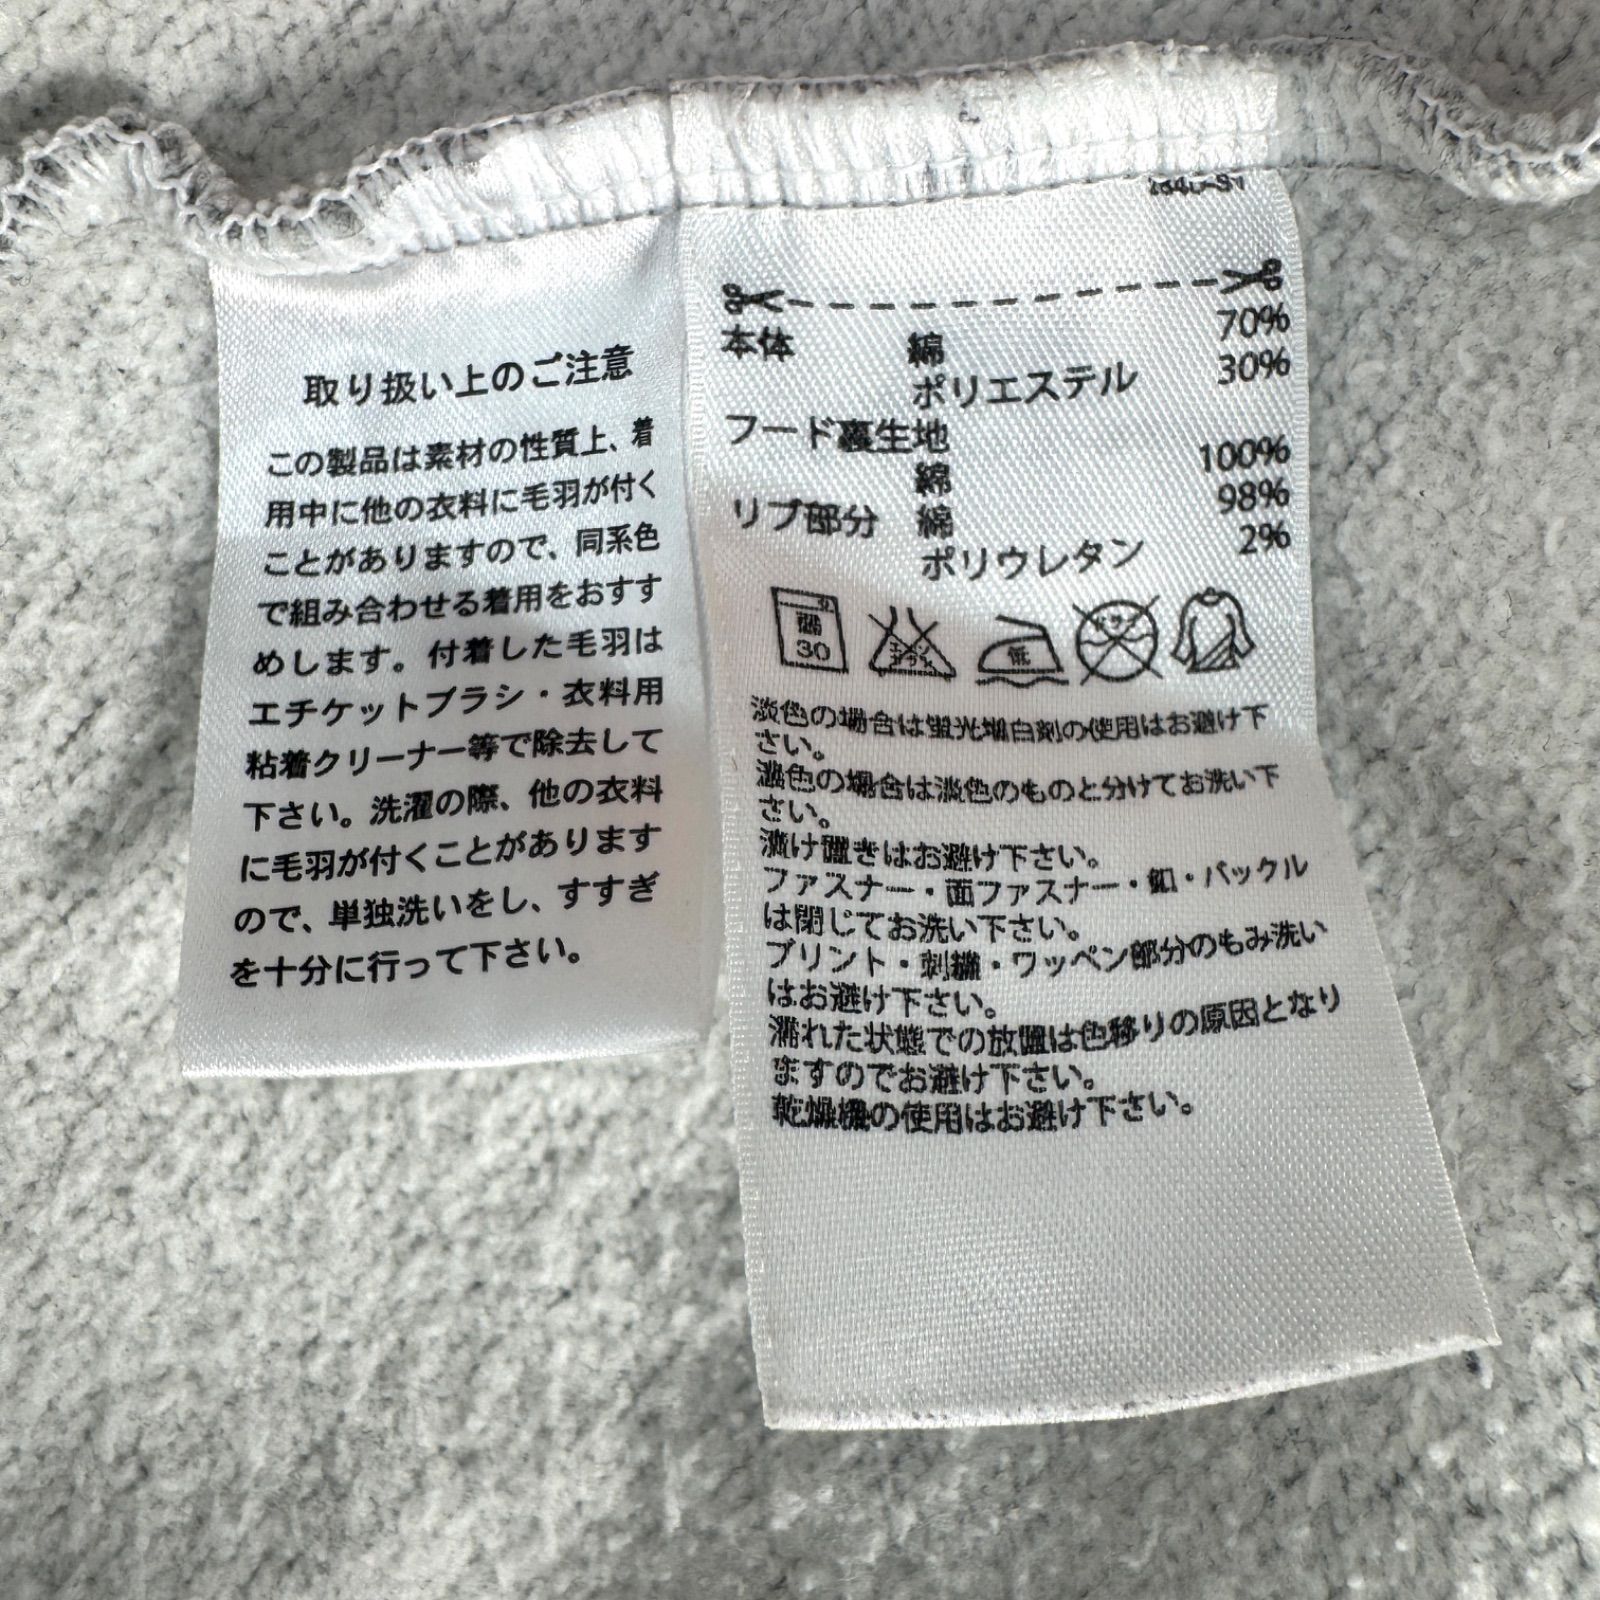 取り扱い上のご注意
この製品は素材の性質上、着
用中に他の衣料に毛羽が付く
ことがありますので、同系色
で組み合わせる着用をおすす
めします。付着した毛羽は
エチケットブラシ・衣料用
粘着クリーナー等で除去して
下さい。洗濯の際、他の衣料
に毛羽が付くことがあります
ので、単独洗いをし、すすぎ
を十分に行って下さい。
本体 綿 70%
ポリエステル 30%
フード裏生地
綿 100%
リブ部分 綿 98%
ポリウレタン 2%
弱 30
エンソサラシ
低
ドライ
淡色の場合は蛍光増白剤の使用はお避け下
さい。
濃色の場合は淡色のものと分けてお洗い下
さい。
漬け置きはお避け下さい。
ファスナー・面ファスナー・釦・バックル
は閉じてお洗い下さい。
プリント・刺繍・ワッペン部分のもみ洗い
はお避け下さい。
濡れた状態での放置は色移りの原因となり
ますのでお避け下さい。
乾燥機の使用はお避け下さい。